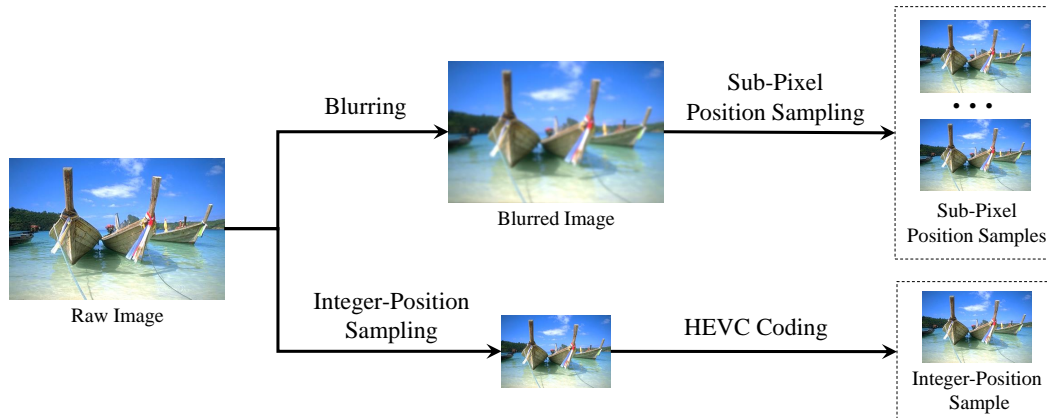 Raw Image
Blurring
Blurred Image
Sub-Pixel
Position Sampling
• • •
Sub-Pixel
Position Samples
Integer-Position
Sampling
HEVC Coding
Integer-Position
Sample